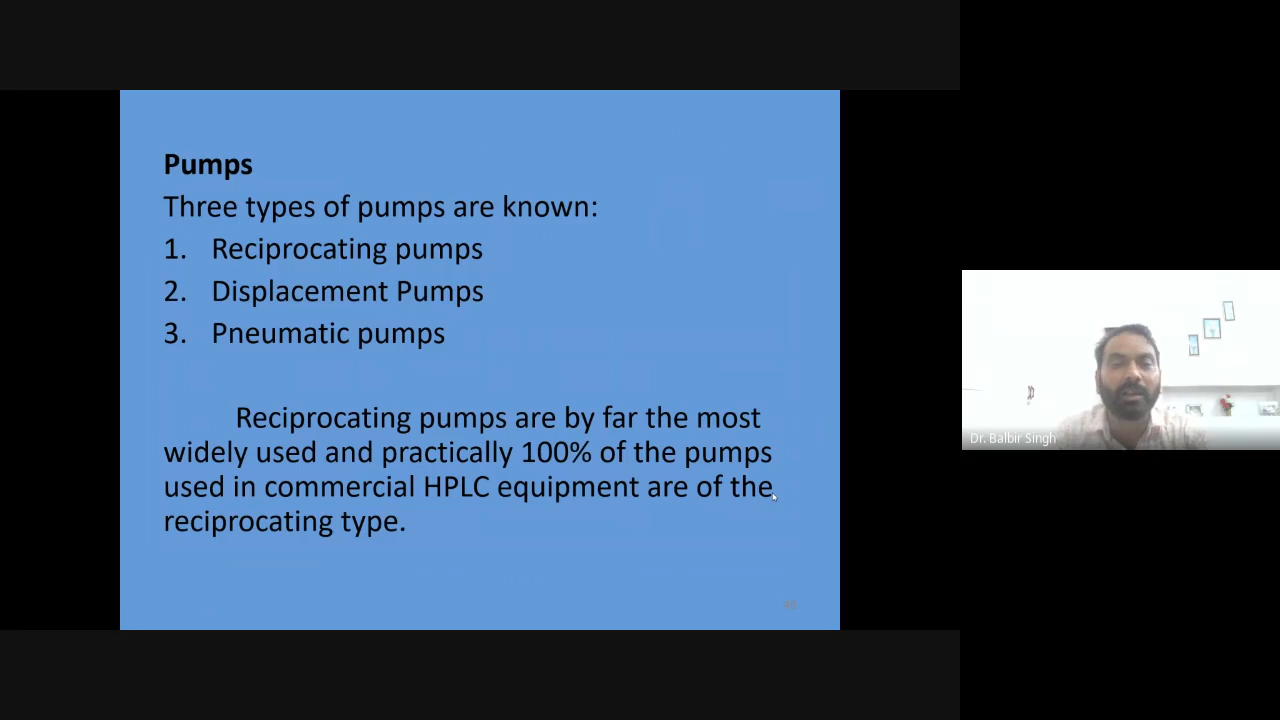 Pumps
Three types of pumps are known:
1. Reciprocating pumps
2. Displacement Pumps
3. Pneumatic pumps
Reciprocating pumps are by far the most
widely used and practically 100% of the pumps
used in commercial HPLC equipment are of the
reciprocating type.
Dr. Balbir Singh